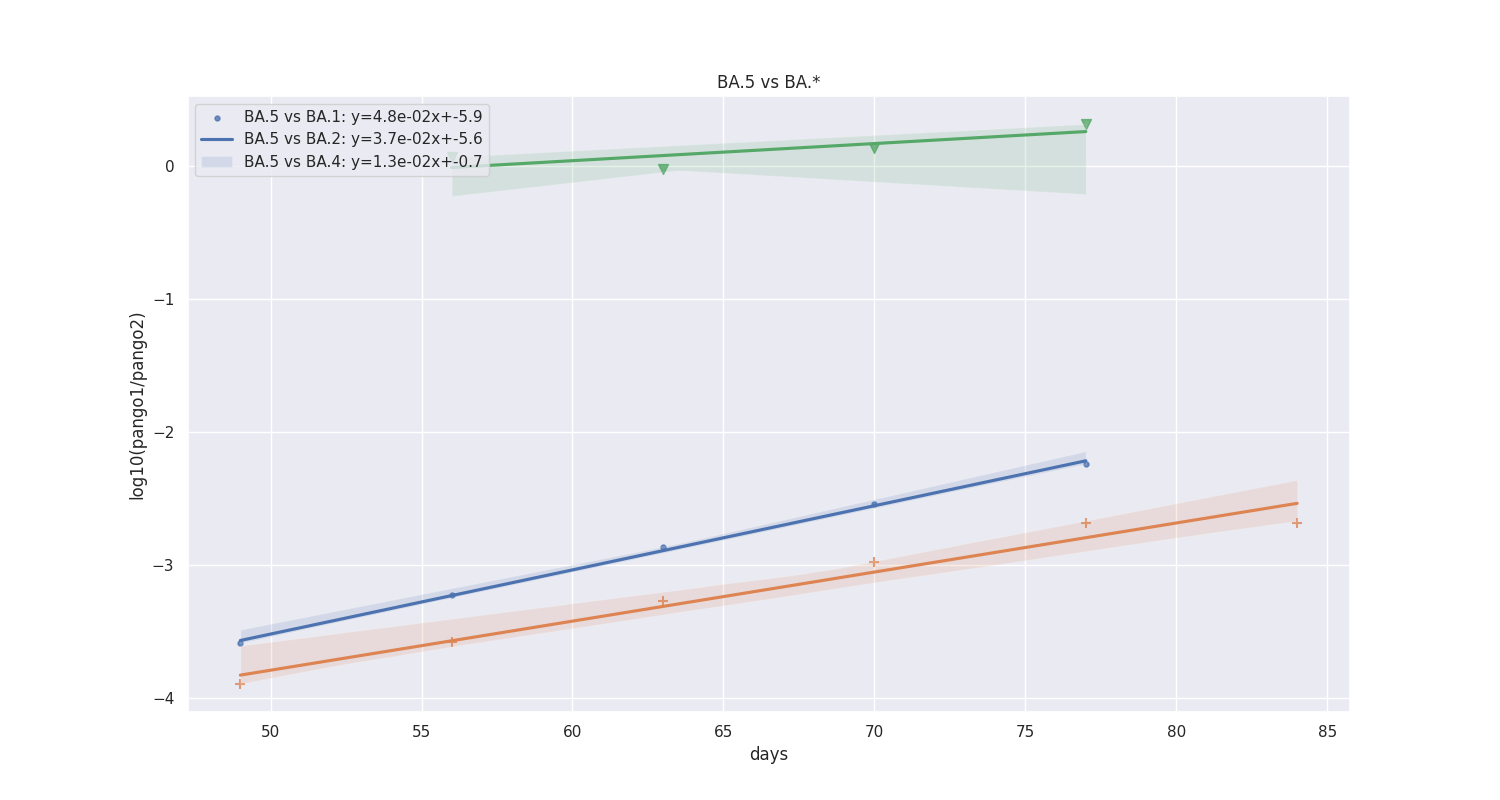 BA.5 vs BA.*
BA.5 vs BA.1: y=4.8e-02x+-5.9
BA.5 vs BA.2: y=3.7e-02x+-5.6
BA.5 vs BA.4: y=1.3e-02x+-0.7
log10(pango1/pango2)
0
−1
−2
−3
−4
50 55 60 65 70 75 80 85
days